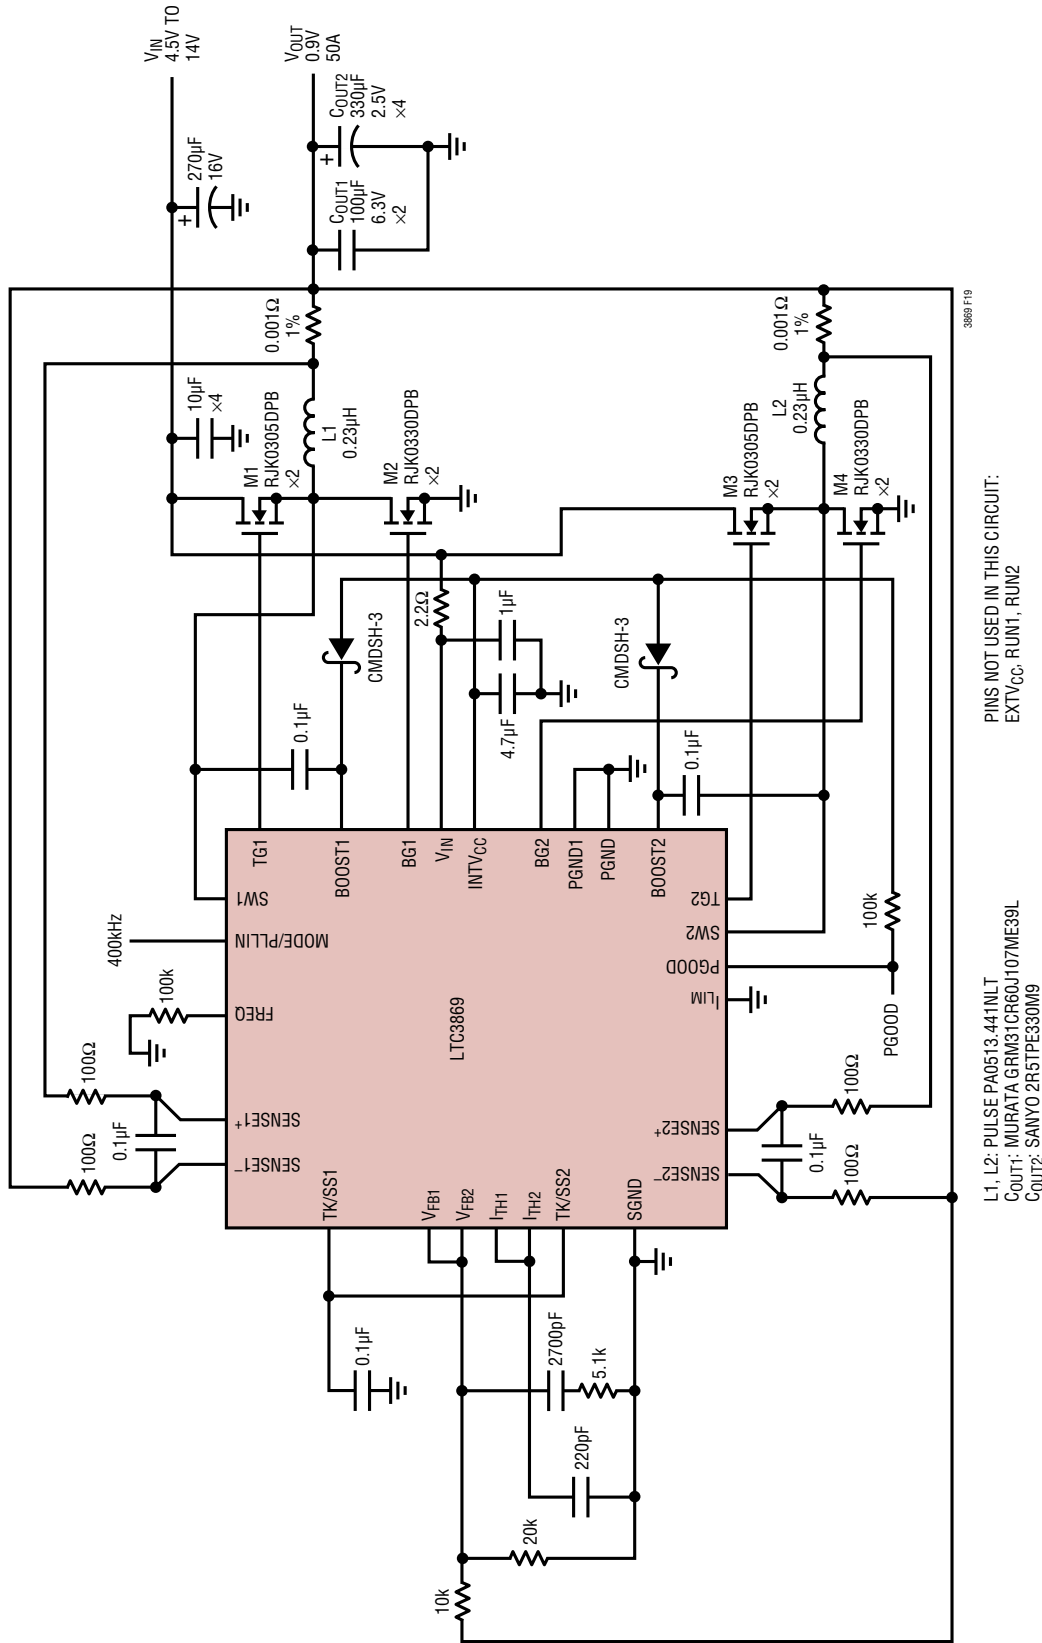 VIN
4.5V TO
14V
270µF
16V
VOUT
0.9V
50A
COUT2
330µF
2.5V
×4
COUT1
100µF
6.3V
×2
0.001Ω
1%
10µF
×4
M1
RJK0305DPB
×2
L1
0.23µH
M2
RJK0330DPB
×2
0.001Ω
1%
L2
0.23µH
M3
RJK0305DPB
×2
M4
RJK0330DPB
×2
2.2Ω
1µF
4.7µF
CMDSH-3
CMDSH-3
0.1µF
0.1µF
TG1
BOOST1
BG1
VIN
INTVCC
BG2
PGND1
PGND
BOOST2
SW1
MODE/PLLIN
FREQ
SENSE1+
SENSE1–
LTC3869
TG2
SW2
PGOOD
ILIM
SENSE2+
SENSE2–
TK/SS1
VFB1
VFB2
ITH1
ITH2
TK/SS2
SGND
400kHz
100k
100Ω
100Ω
0.1µF
100k
PGOOD
100Ω
100Ω
0.1µF
0.1µF
2700pF
5.1k
220pF
20k
10k
L1, L2: PULSE PA0513.441NLT
COUT1: MURATA GRM31CR60J107ME39L
COUT2: SANYO 2R5TPE330M9
PINS NOT USED IN THIS CIRCUIT:
EXTVCC, RUN1, RUN2
3869 F19